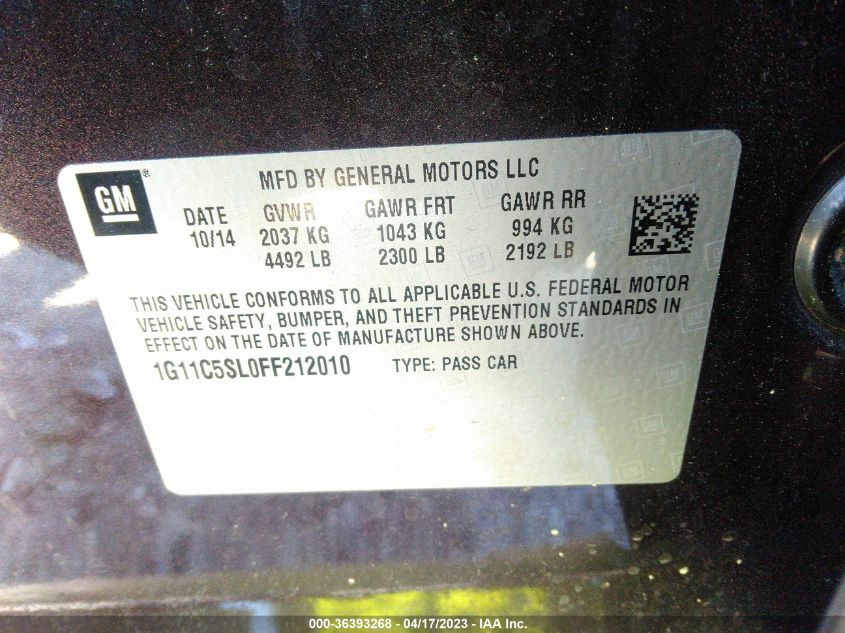 GM®
MFD BY GENERAL MOTORS LLC
DATE GVWR GAWR FRT GAWR RR
10/14 2037 KG 1043 KG 994 KG
4492 LB 2300 LB 2192 LB
THIS VEHICLE CONFORMS TO ALL APPLICABLE U.S. FEDERAL MOTOR
VEHICLE SAFETY, BUMPER, AND THEFT PREVENTION STANDARDS IN
EFFECT ON THE DATE OF MANUFACTURE SHOWN ABOVE.
1G11C5SL0FF212010 TYPE: PASS CAR
000-36393268 - 04/17/2023 - IAA Inc.